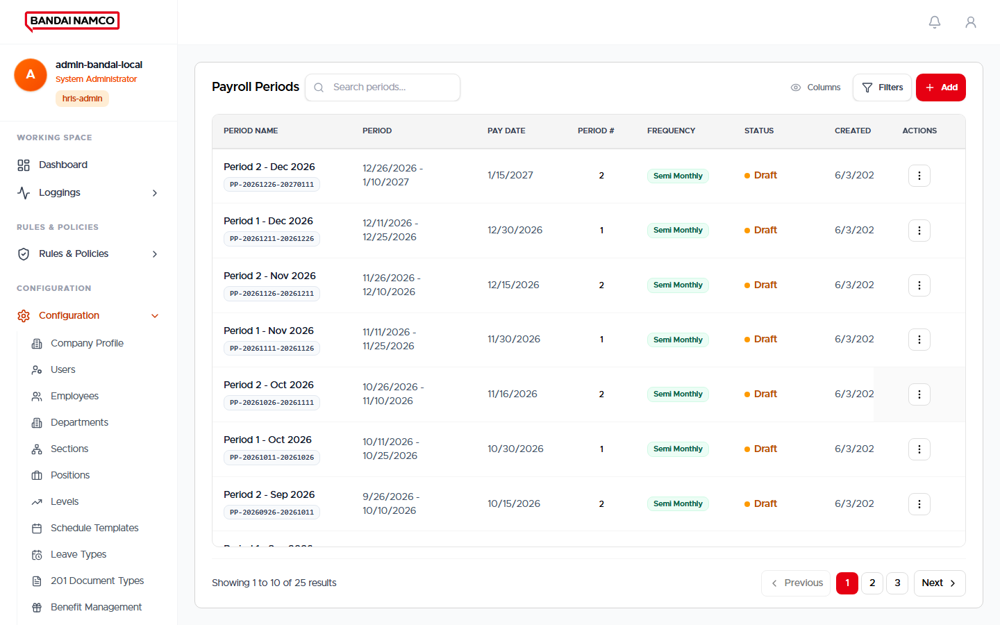 BANDAI NAMCO
A
admin-bandai-local
System Administrator
hris-admin
WORKING SPACE
Dashboard
Loggings
RULES & POLICIES
Rules & Policies
CONFIGURATION
Configuration
Company Profile
Users
Employees
Departments
Sections
Positions
Levels
Schedule Templates
Leave Types
201 Document Types
Benefit Management
Payroll Periods
Search periods...
Columns
Filters
Add
PERIOD NAME PERIOD PAY DATE PERIOD # FREQUENCY STATUS CREATED ACTIONS
Period 2 - Dec 2026
PP-20261226-20270111
12/26/2026 -
1/10/2027
1/15/2027
2
Semi Monthly
Draft
6/3/202
Period 1 - Dec 2026
PP-20261211-20261226
12/11/2026 -
12/25/2026
12/30/2026
1
Semi Monthly
Draft
6/3/202
Period 2 - Nov 2026
PP-20261126-20261211
11/26/2026 -
12/10/2026
12/15/2026
2
Semi Monthly
Draft
6/3/202
Period 1 - Nov 2026
PP-20261111-20261126
11/11/2026 -
11/25/2026
11/30/2026
1
Semi Monthly
Draft
6/3/202
Period 2 - Oct 2026
PP-20261026-20261111
10/26/2026 -
11/10/2026
11/16/2026
2
Semi Monthly
Draft
6/3/202
Period 1 - Oct 2026
PP-20261011-20261026
10/11/2026 -
10/25/2026
10/30/2026
1
Semi Monthly
Draft
6/3/202
Period 2 - Sep 2026
PP-20260926-20261011
9/26/2026 -
10/10/2026
10/15/2026
2
Semi Monthly
Draft
6/3/202
Showing 1 to 10 of 25 results
Previous
1
2
3
Next